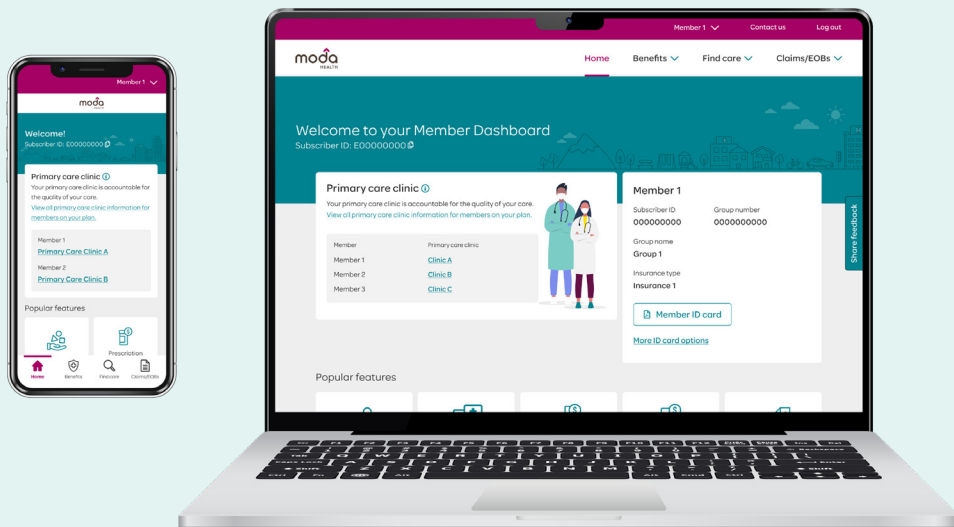 Member 1
moda
HEALTH
Welcome!
Subscriber ID: E00000000
Primary care clinic
Your primary care clinic is accountable for
the quality of your care.
View all primary care clinic information for
members on your plan.
Member 1
Primary Care Clinic A
Member 2
Primary Care Clinic B
Popular features
Prescription
Home Benefits Find care Claims/EOBs
Member 1 Contact us Log out
moda
HEALTH
Home Benefits Find care Claims/EOBs
Welcome to your Member Dashboard
Subscriber ID: E00000000
Primary care clinic
Your primary care clinic is accountable for the quality of your care.
View all primary care clinic information for members on your plan.
Member Primary care clinic
Member 1 Clinic A
Member 2 Clinic B
Member 3 Clinic C
Member 1
Subscriber ID Group number
000000000 0000000000
Group name
Group 1
Insurance type
Insurance 1
Member ID card
More ID card options
Share feedback
Popular features